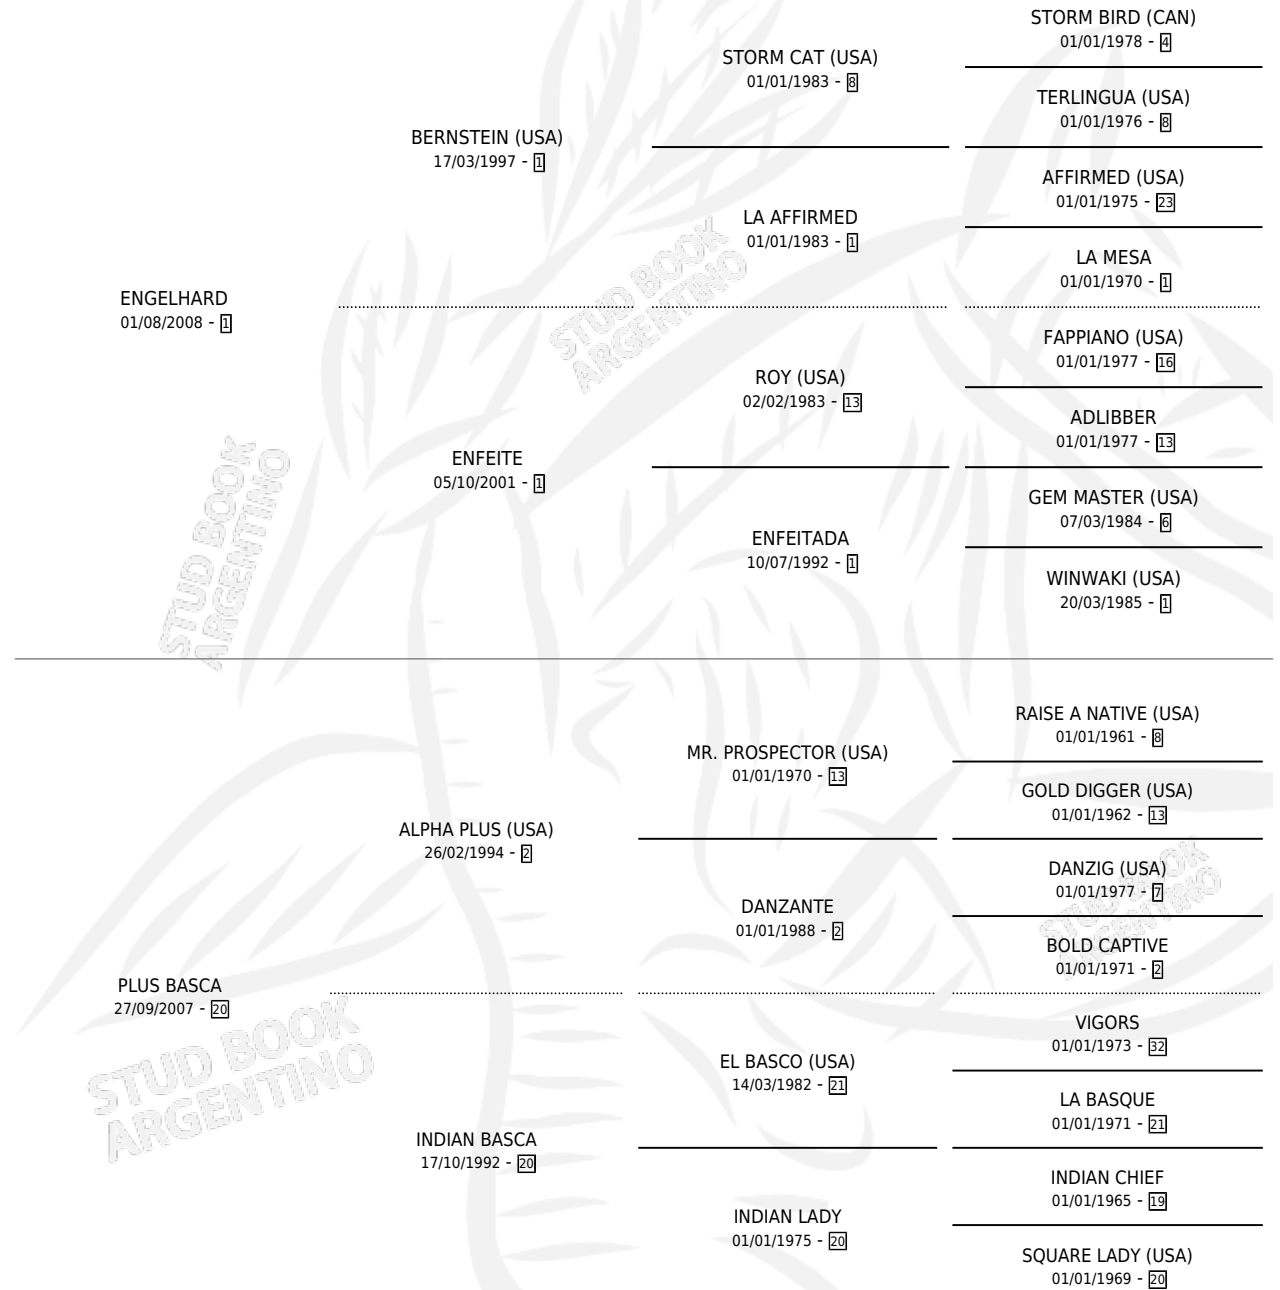 STORM BIRD (CAN)
01/01/1978 - 4
STORM CAT (USA)
01/01/1983 - 8
TERLINGUA (USA)
01/01/1976 - 8
BERNSTEIN (USA)
17/03/1997 - 1
AFFIRMED (USA)
01/01/1975 - 23
LA AFFIRMED
01/01/1983 - 1
LA MESA
01/01/1970 - 1
ENGELHARD
01/08/2008 - 1
STUD BOOK
ARGENTINO
FAPPIANO (USA)
01/01/1977 - 16
ROY (USA)
02/02/1983 - 13
ADLIBBER
01/01/1977 - 13
ENFEITE
05/10/2001 - 1
GEM MASTER (USA)
07/03/1984 - 6
ENFEITADA
10/07/1992 - 1
WINWAKI (USA)
20/03/1985 - 1
STUD BOOK
ARGENTINO
RAISE A NATIVE (USA)
01/01/1961 - 8
MR. PROSPECTOR (USA)
01/01/1970 - 13
GOLD DIGGER (USA)
01/01/1962 - 13
ALPHA PLUS (USA)
26/02/1994 - 2
DANZIG (USA)
01/01/1977 - 7
DANZANTE
01/01/1988 - 2
STUD BOOK
ARGENTINO
BOLD CAPTIVE
01/01/1971 - 2
PLUS BASCA
27/09/2007 - 20
VIGORS
01/01/1973 - 32
EL BASCO (USA)
14/03/1982 - 21
LA BASQUE
01/01/1971 - 21
STUD BOOK
ARGENTINO
INDIAN BASCA
17/10/1992 - 20
INDIAN CHIEF
01/01/1965 - 19
INDIAN LADY
01/01/1975 - 20
SQUARE LADY (USA)
01/01/1969 - 20